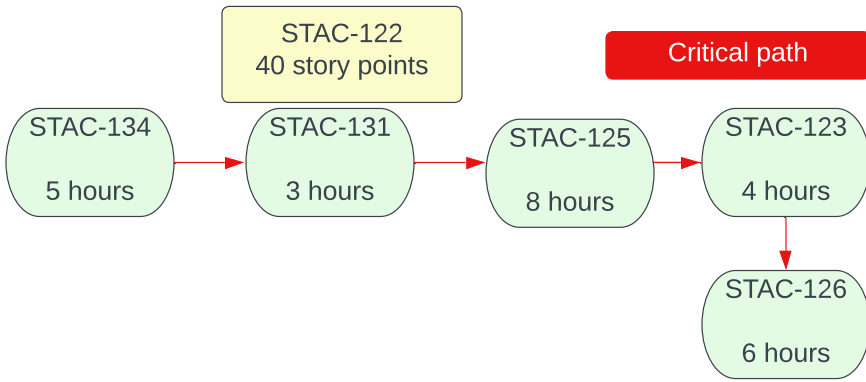 STAC-122
40 story points
Critical path
STAC-134
5 hours
STAC-131
3 hours
STAC-125
8 hours
STAC-123
4 hours
STAC-126
6 hours